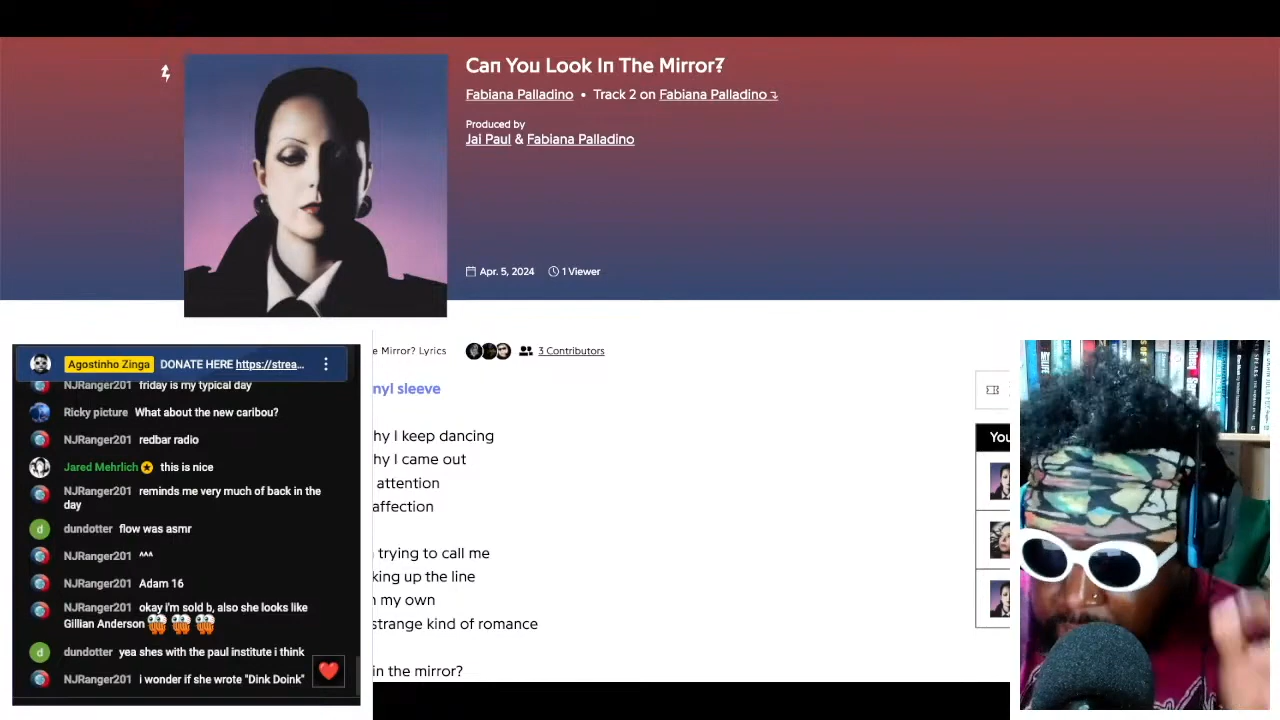 Can You Look In The Mirror?
Fabiana Palladino • Track 2 on Fabiana Palladino
Produced by
Jai Paul & Fabiana Palladino
Apr. 5, 2024 1 Viewer
e Mirror? Lyrics 3 Contributors
nyl sleeve
hy I keep dancing
hy I came out
attention
affection
trying to call me
king up the line
my own
strange kind of romance
in the mirror?
You
Agostinho Zinga DONATE HERE https://strea...
NJRanger201 friday is my typical day
Ricky picture What about the new caribou?
NJRanger201 redbar radio
Jared Mehrlich this is nice
NJRanger201 reminds me very much of back in the
day
dundotter flow was asmr
NJRanger201 ^^^
NJRanger201 Adam 16
NJRanger201 okay i'm sold b, also she looks like
Gillian Anderson
dundotter yea shes with the paul institute i think
NJRanger201 i wonder if she wrote "Dink Doink"